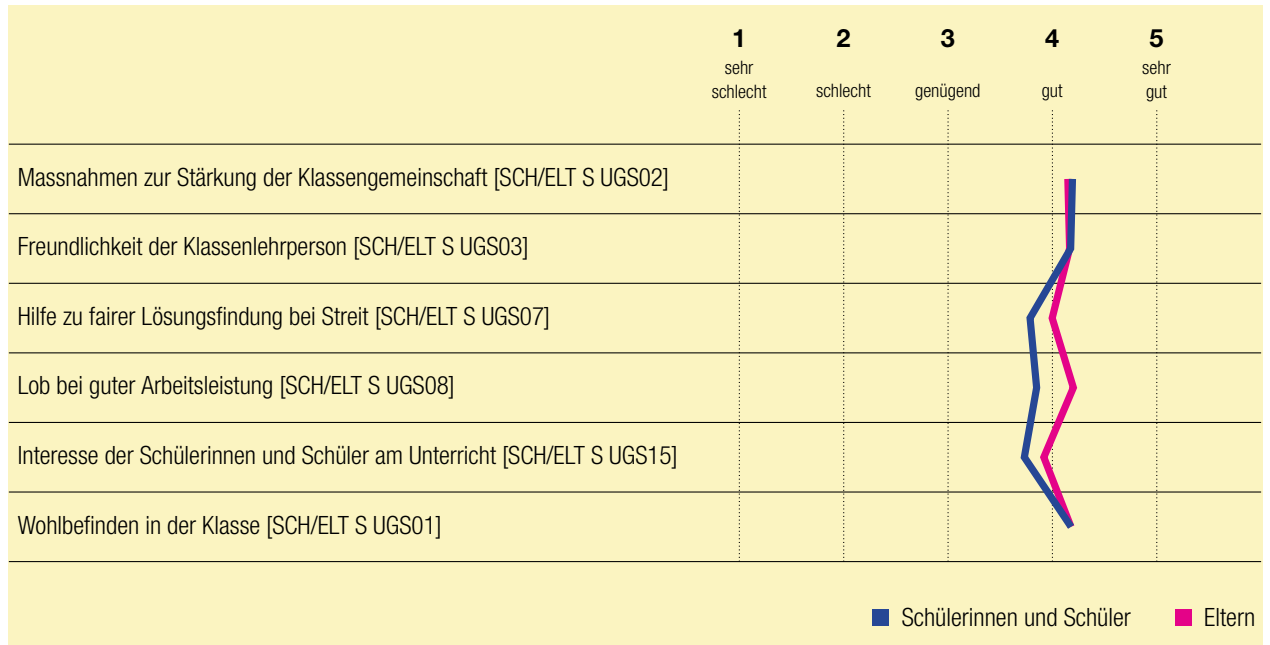 1 2 3 4 5
sehr schlecht schlecht genügend gut sehr gut
Massnahmen zur Stärkung der Klassengemeinschaft [SCH/ELT S UGS02]
Freundlichkeit der Klassenlehrperson [SCH/ELT S UGS03]
Hilfe zu fairer Lösungsfindung bei Streit [SCH/ELT S UGS07]
Lob bei guter Arbeitsleistung [SCH/ELT S UGS08]
Interesse der Schülerinnen und Schüler am Unterricht [SCH/ELT S UGS15]
Wohlbefinden in der Klasse [SCH/ELT S UGS01]
Schülerinnen und Schüler Eltern